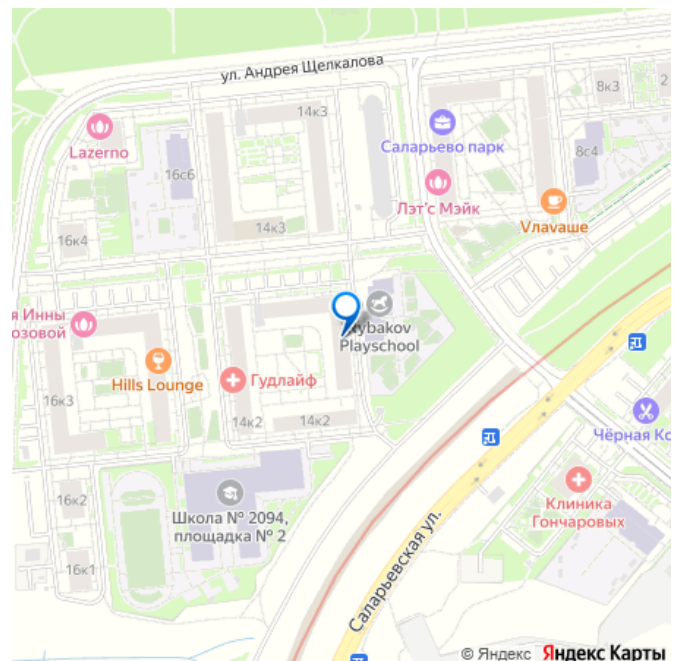 ул. Андрея Щелкалова
8к3
2
14к3
Lazerno
Саларьево парк
16с6
8с4
Лэт'с Мэйк
Vлаваше
14к3
16к4
я Инны
озовой
Rybakov
Playschool
Hills Lounge
Гудлайф
16к3
14к2
14к2
Чёрная Ко
16к2
Школа № 2094,
площадка № 2
Клиника
Гончаровых
16к1
Саларьевская ул.
© Яндекс Яндекс Карты